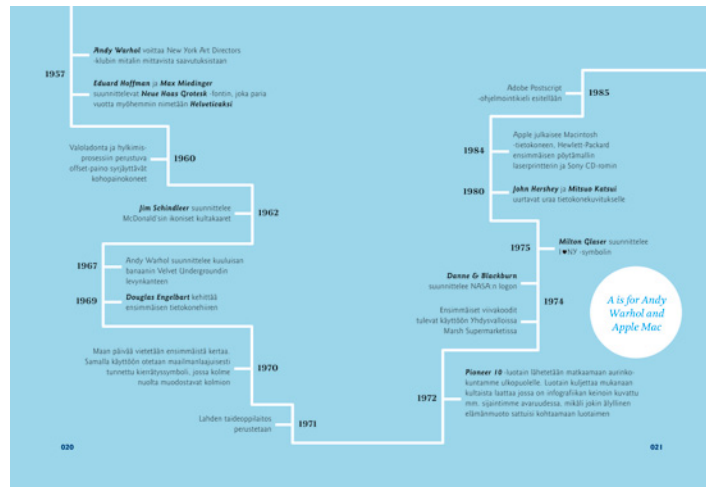 Andy Warhol voittaa New York Art Directors
-klubin mitalin mittavista saavutuksistaan
1957
Eduard Hoffman ja Max Miedinger
suunnittelevat Neue Haas Grotesk -fontin, joka paria
vuotta myöhemmin nimetään Helveticaksi
Valoladonta ja hylkimis-
prosessiin perustuva
offset-paino syrjäyttävät
kohopainokoneet
1960
Jim Schindleer suunnittelee
McDonald'sin ikoniset kultakaaret
1962
1967
Andy Warhol suunnittelee kuuluisan
banaanin Velvet Undergroundin
levynkanteen
1969
Douglas Engelbart kehittää
ensimmäisen tietokonehiiren
Maan päivää vietetään ensimmäistä kertaa.
Samalla käyttöön otetaan maailmanlaajuisesti
tunnettu kierrätyssymboli, jossa kolme
nuolta muodostavat kolmion
1970
Lahden taideoppilaitos
perustetaan
1971
020
Adobe Postscript
-ohjelmointikieli esitellään
1985
1984
Apple julkaisee Macintosh
-tietokoneen, Hewlett-Packard
ensimmäisen pöytämallin
laserprintterin ja Sony CD-romin
1980
John Hershey ja Mitsuo Katsui
uurtavat uraa tietokonekuvitukselle
1975
Milton Glaser suunnittelee
I♥NY -symbolin
Danne & Blackburn
suunnittelee NASA:n logon
1974
Ensimmäiset viivakoodit
tulevat käyttöön Yhdysvalloissa
Marsh Supermarketissa
A is for Andy
Warhol and
Apple Mac
1972
Pioneer 10 -luotain lähetetään matkaamaan aurinko-
kuntamme ulkopuolelle. Luotain kuljettaa mukanaan
kultaista laattaa jossa on infografiikan keinoin kuvattu
mm. sijaintimme avaruudessa, mikäli jokin älyllinen
elämänmuoto sattuisi kohtaamaan luotaimen
021